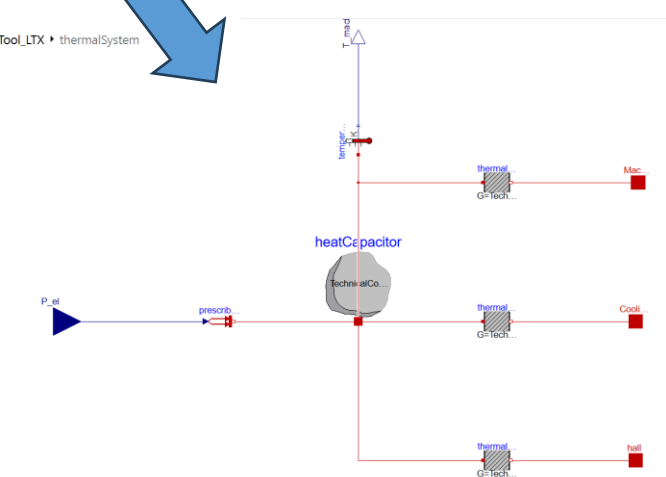 Tool_LTX ▸ thermalSystem
T_mac
temper...
K
thermal...
G=Tech...
Mac...
heatCapacitor
TechnicalCo...
P_el
prescrib...
thermal...
G=Tech...
Cooli...
thermal...
G=Tech...
hall